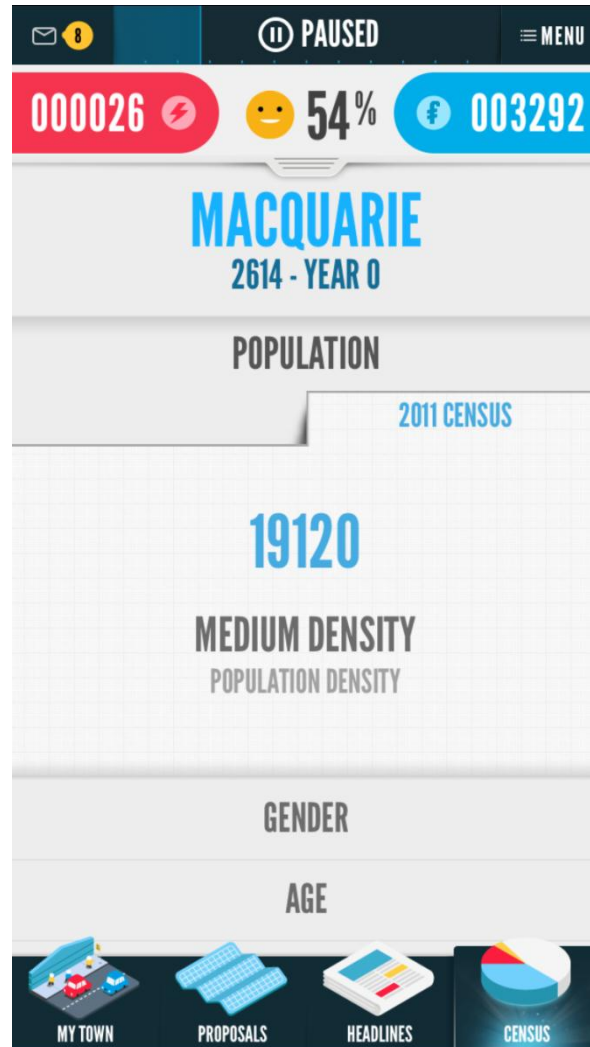 8
PAUSED
MENU
000026
54%
003292
MACQUARIE
2614 - YEAR 0
POPULATION
2011 CENSUS
19120
MEDIUM DENSITY
POPULATION DENSITY
GENDER
AGE
MY TOWN
PROPOSALS
HEADLINES
CENSUS